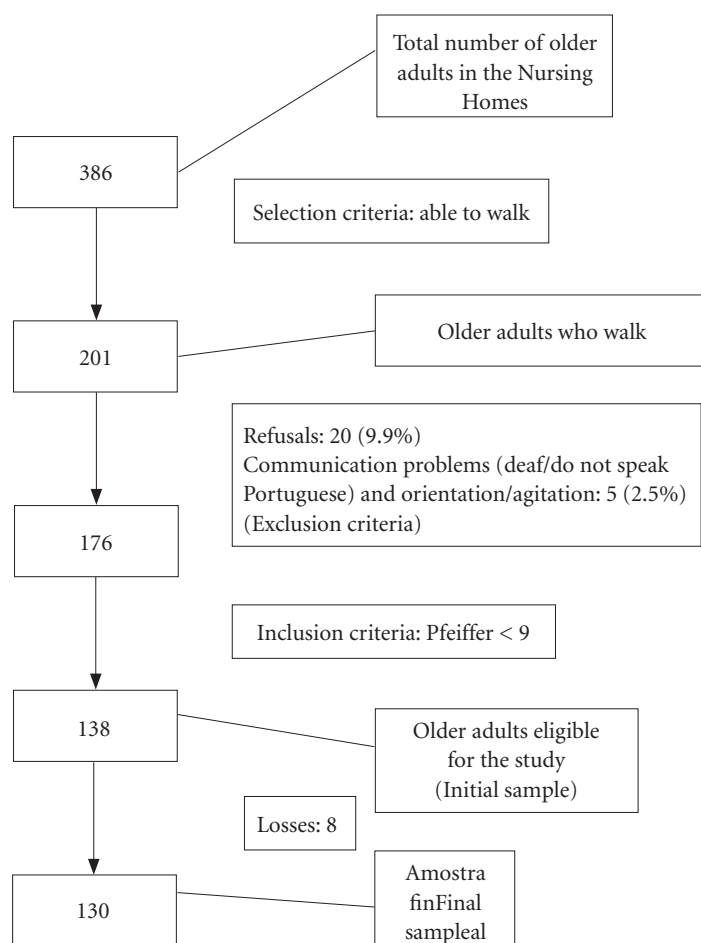 Total number of older
adults in the Nursing
Homes
386
Selection criteria: able to walk
201
Older adults who walk
Refusals: 20 (9.9%)
Communication problems (deaf/do not speak
Portuguese) and orientation/agitation: 5 (2.5%)
(Exclusion criteria)
176
Inclusion criteria: Pfeiffer < 9
138
Older adults eligible
for the study
(Initial sample)
Losses: 8
130
Amostra
finFinal
sampleal